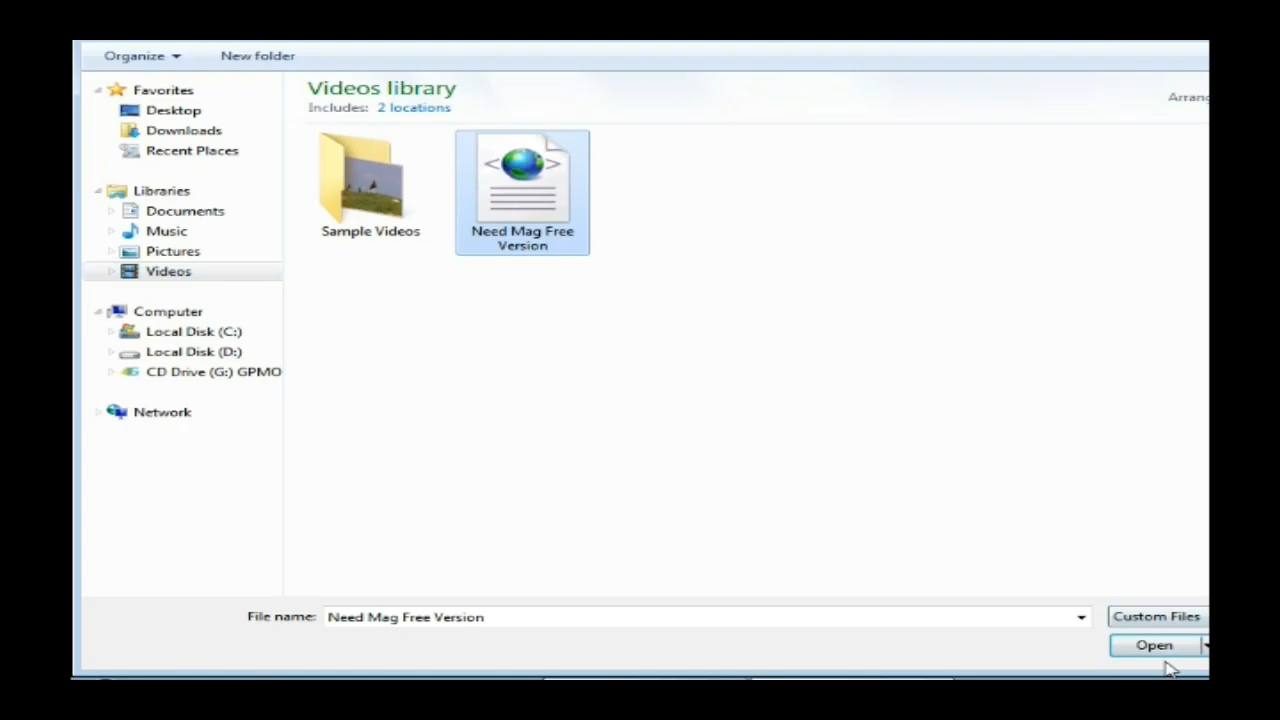 Organize
New folder
Favorites
Desktop
Downloads
Recent Places
Libraries
Documents
Music
Pictures
Videos
Computer
Local Disk (C:)
Local Disk (D:)
CD Drive (G:) GPMO
Network
Videos library
Includes: 2 locations
Arrang
Sample Videos
Need Mag Free
Version
File name: Need Mag Free Version
Custom Files
Open